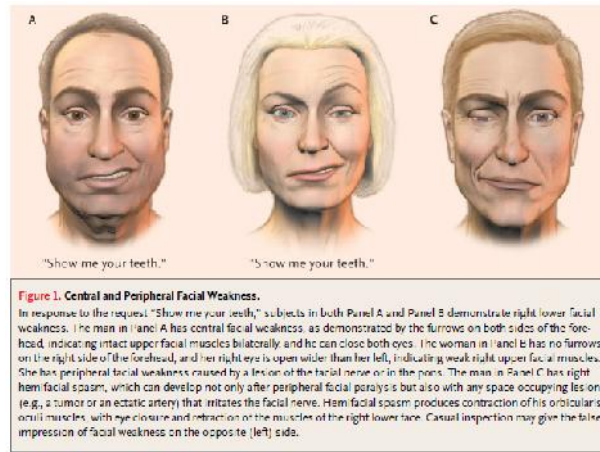 A
B
C
"Show me your teeth."
"Show me your teeth."
Figure 1. Central and Peripheral Facial Weakness.
In response to the request "Show me your teeth," subjects in both Panel A and Panel B demonstrate right lower facial
weakness. The man in Panel A has central facial weakness, as demonstrated by the furrows on both sides of the fore-
head, indicating intact upper facial muscles bilaterally, and he can close both eyes. The woman in Panel B has no furrows
on the right side of the forehead, and her right eye is open wider than her left, indicating weak right upper facial muscles.
She has peripheral facial weakness caused by a lesion of the facial nerve or in the pons. The man in Panel C has right
hemifacial spasm, which can develop not only after peripheral facial paralysis but also with any space occupying lesion
(e.g., a tumor or an ectatic artery) that irritates the facial nerve. Hemifacial spasm produces contraction of his orbicularis
oculi muscles, with eye closure and retraction of the muscles of the right lower face. Casual inspection may give the false
impression of facial weakness on the opposite (left) side.